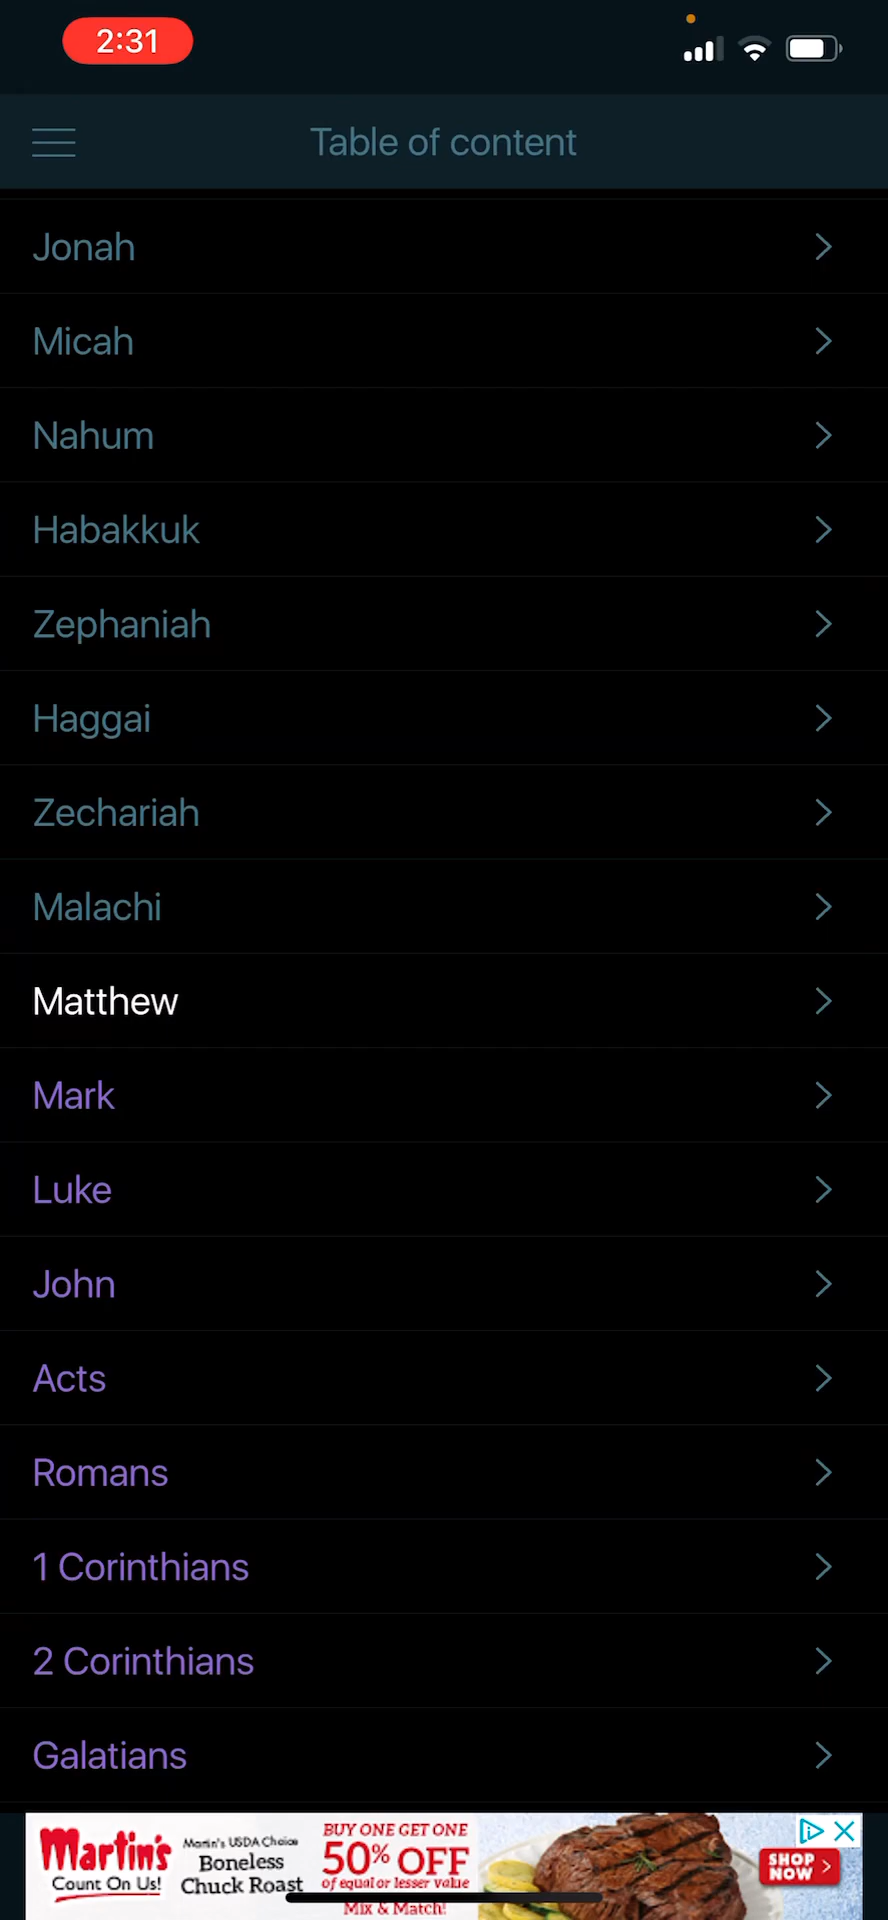 2:31
Table of content
Jonah
Micah
Nahum
Habakkuk
Zephaniah
Haggai
Zechariah
Malachi
Matthew
Mark
Luke
John
Acts
Romans
1 Corinthians
2 Corinthians
Galatians
Martin's
Count On Us!
Martin's USDA Choice
Boneless
Chuck Roast
BUY ONE GET ONE
50% OFF
of equal or lesser value
Mix & Match!
SHOP
NOW >